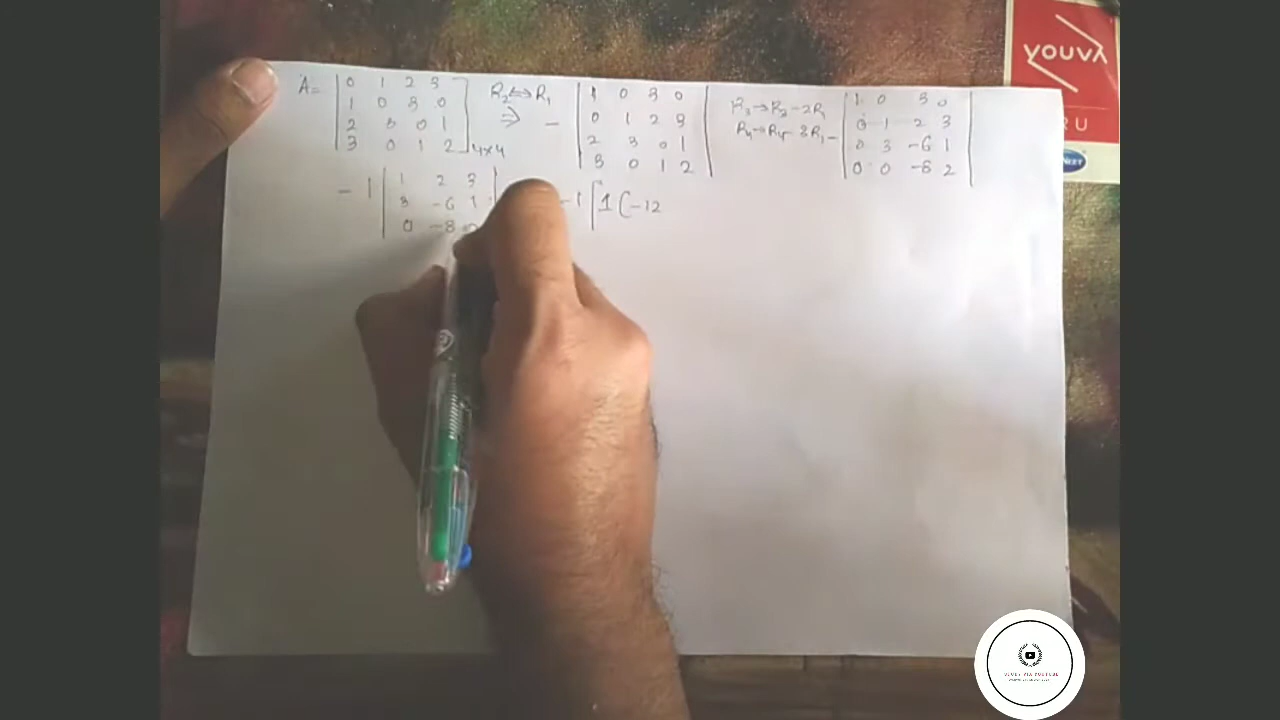 A= | 0 1 2 3 | R₂↔R₁ | 1 0 3 0 | R₃→R₃-2R₁ | 1 0 3 0 |
| 1 0 3 0 | ⇒ - | 0 1 2 3 | R₄→R₄-3R₁ - | 0 1 2 3 |
| 2 3 0 1 | | 2 3 0 1 | | 0 3 -6 1 |
| 3 0 1 2 ]4×4 | 3 0 1 2 | | 0 0 -8 2 |
- 1 | 1 2 3 |
| 3 -6 1 | -1 | 1(-12
| 0 -8
YOUVA
RU